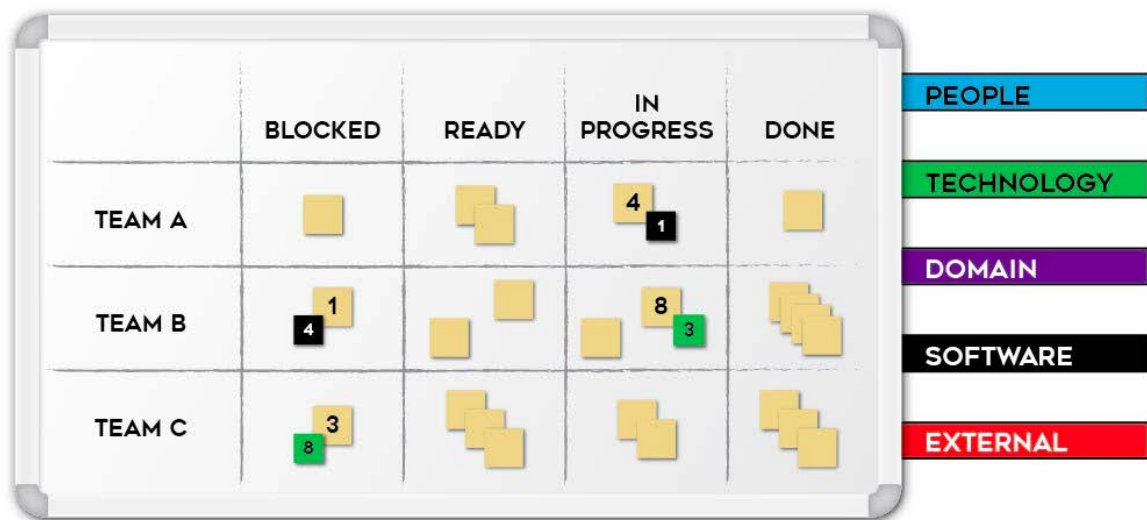 BLOCKED
READY
IN
PROGRESS
DONE
TEAM A
4
1
TEAM B
1
4
8
3
TEAM C
3
8
PEOPLE
TECHNOLOGY
DOMAIN
SOFTWARE
EXTERNAL